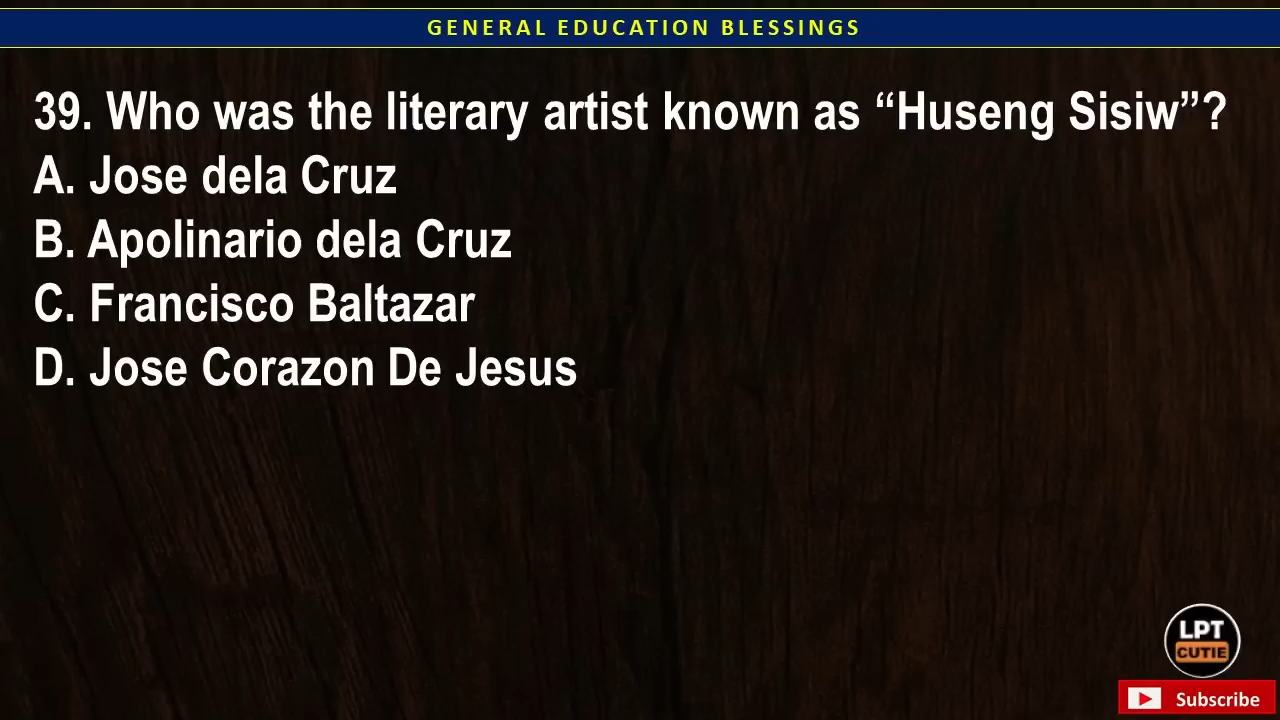 GENERAL EDUCATION BLESSINGS
39. Who was the literary artist known as “Huseng Sisiw”?
A. Jose dela Cruz
B. Apolinario dela Cruz
C. Francisco Baltazar
D. Jose Corazon De Jesus
LPT
CUTIE
Subscribe